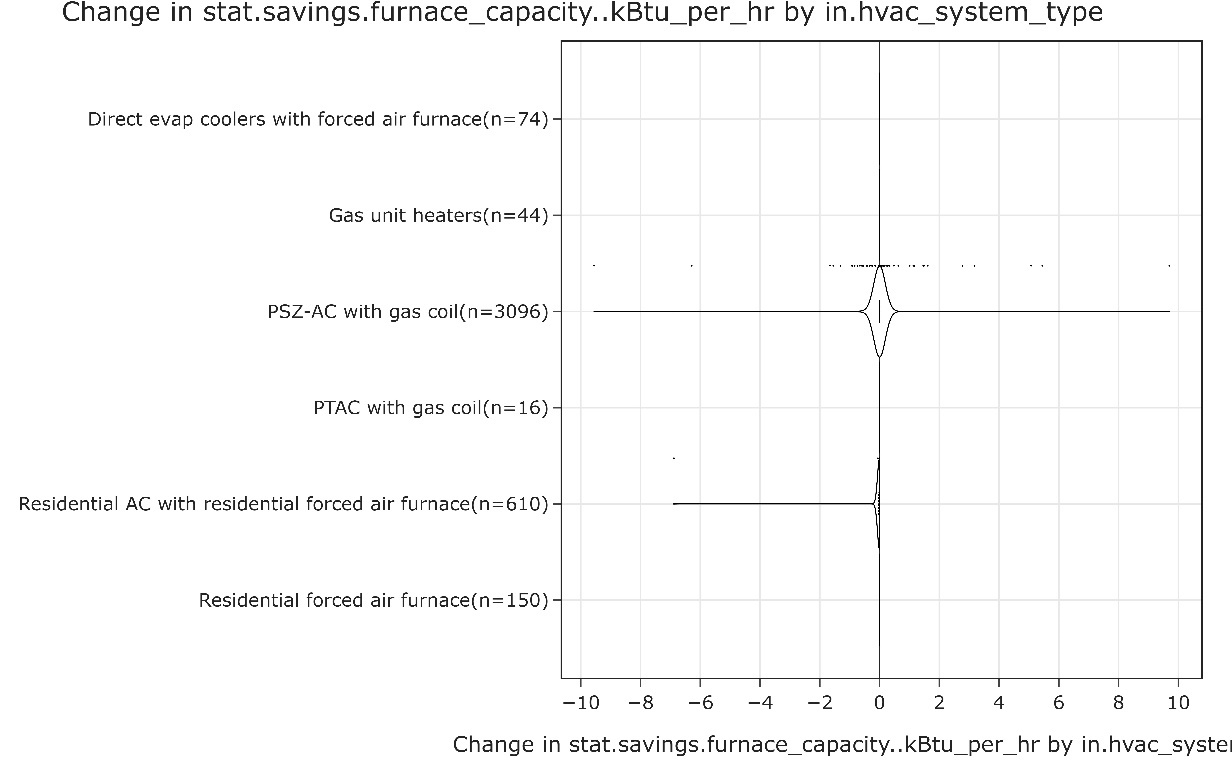 Change in stat.savings.furnace_capacity..kBtu_per_hr by in.hvac_system_type
Direct evap coolers with forced air furnace(n=74)
Gas unit heaters(n=44)
PSZ-AC with gas coil(n=3096)
PTAC with gas coil(n=16)
Residential AC with residential forced air furnace(n=610)
Residential forced air furnace(n=150)
−10 −8 −6 −4 −2 0 2 4 6 8 10
Change in stat.savings.furnace_capacity..kBtu_per_hr by in.hvac_syster